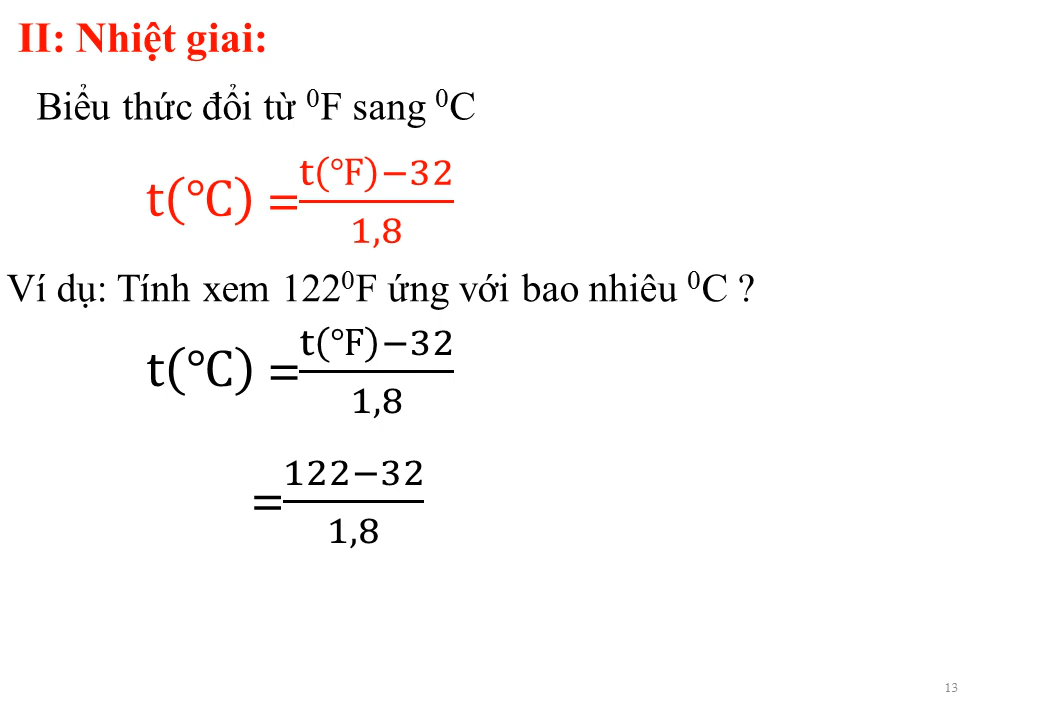 II: Nhiệt giai:
Biểu thức đổi từ ⁰F sang ⁰C
t(°C) = (t(°F)−32)/1,8
Ví dụ: Tính xem 122⁰F ứng với bao nhiêu ⁰C ?
t(°C) = (t(°F)−32)/1,8
= (122−32)/1,8
13